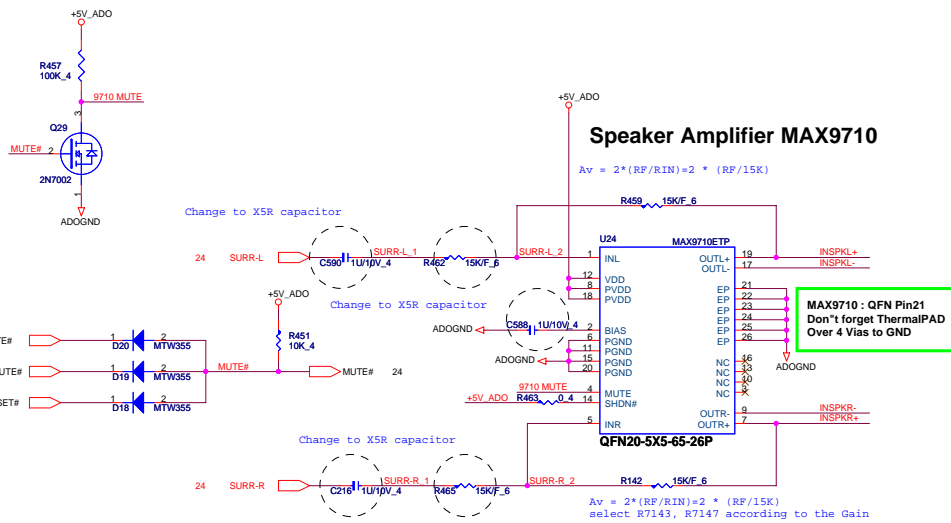 +5V_ADO
R457
100K_4
9710 MUTE
3
Q29
MUTE#
2
2N7002
1
ADOGND
+5V_ADO
Speaker Amplifier MAX9710
Av = 2*(RF/RIN)=2 * (RF/15K)
R459
15K/F_6
Change to X5R capacitor
24
SURR-L
C590
1U/10V_4
SURR-L_1
R462
15K/F_6
SURR-L_2
U24
MAX9710ETP
1
INL
OUTL+
19
INSPKL+
OUTL-
17
INSPKL-
12
VDD
8
PVDD
18
PVDD
EP
21
EP
22
EP
23
EP
24
EP
25
EP
26
MAX9710 : QFN Pin21
Don"t forget ThermalPAD
Over 4 Vias to GND
ADOGND
Change to X5R capacitor
ADOGND
C588
1U/10V_4
2
BIAS
6
PGND
11
PGND
15
PGND
20
PGND
ADOGND
NC
16
NC
13
NC
10
NC
3
9710 MUTE
4
MUTE
+5V_ADO
R463
0_4
14
SHDN#
5
INR
OUTR-
9
INSPKR-
OUTR+
7
INSPKR+
QFN20-5X5-65-26P
+5V_ADO
R451
10K_4
TE#
1
2
D20
MTW355
UTE#
1
2
D19
MTW355
MUTE#
MUTE#
24
SET#
1
2
D18
MTW355
Change to X5R capacitor
24
SURR-R
C216
1U/10V_4
SURR-R_1
R465
15K/F_6
SURR-R_2
R142
15K/F_6
Av = 2*(RF/RIN)=2 * (RF/15K)
select R7143, R7147 according to the Gain